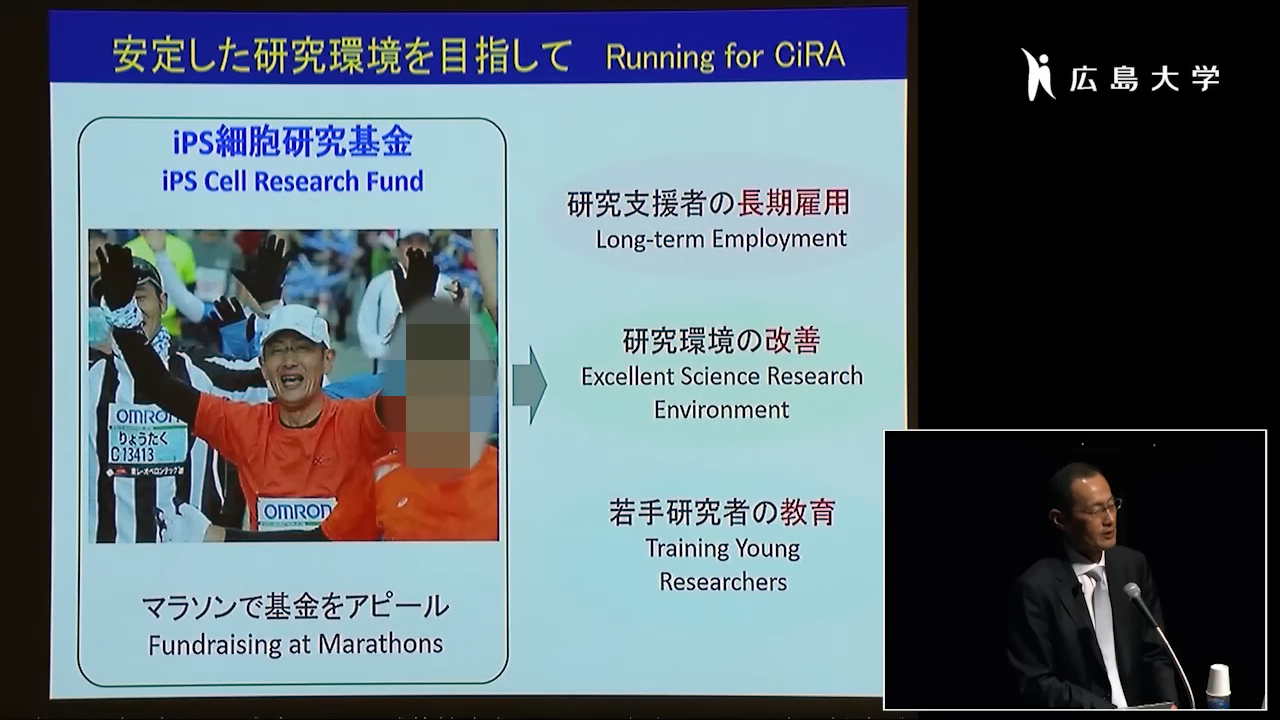 安定した研究環境を目指して Running for CiRA
広島大学
iPS細胞研究基金
iPS Cell Research Fund
OMRON
りょうたく
C13413
OMRON
マラソンで基金をアピール
Fundraising at Marathons
研究支援者の長期雇用
Long-term Employment
研究環境の改善
Excellent Science Research
Environment
若手研究者の教育
Training Young
Researchers